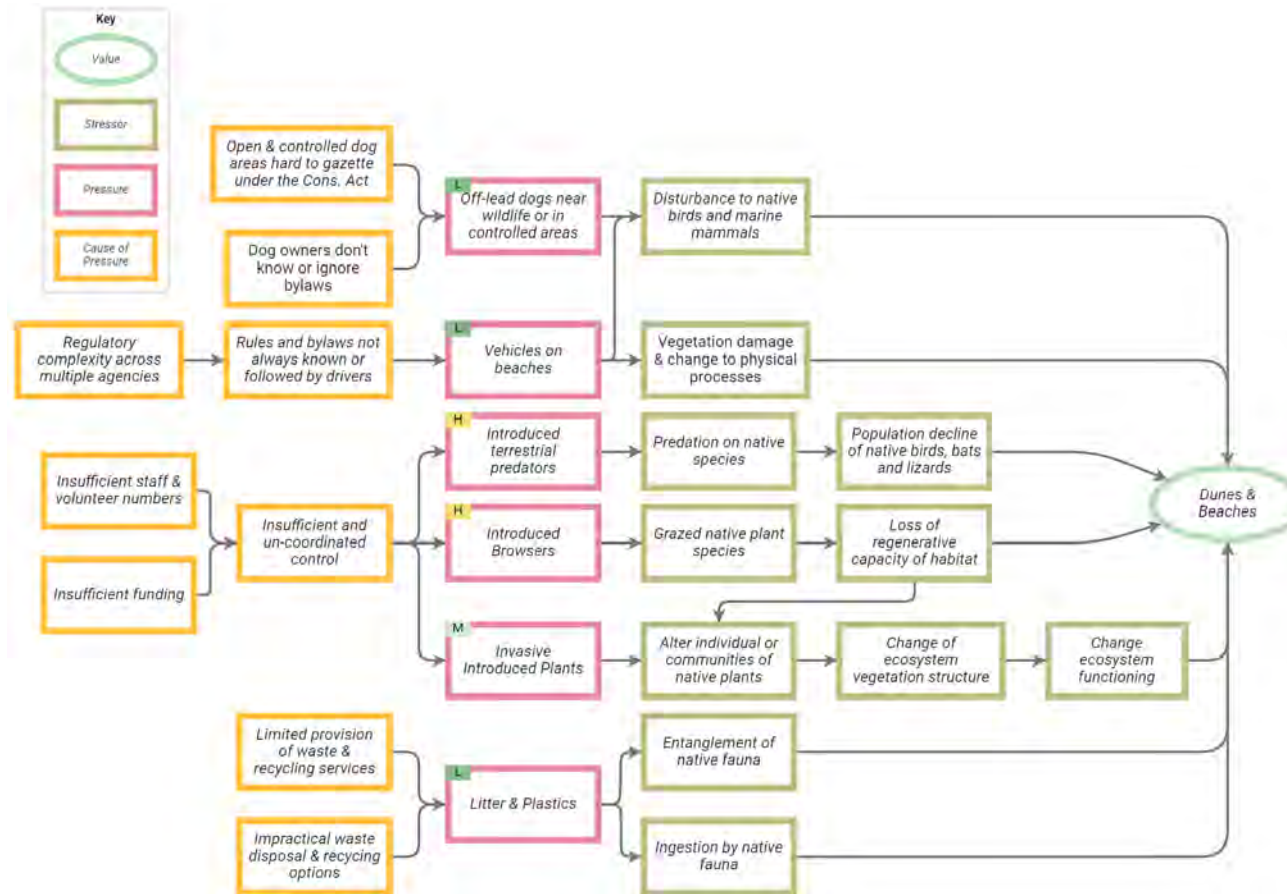 Key
Value
Stressor
Pressure
Cause of
Pressure
Open & controlled dog
areas hard to gazette
under the Cons. Act
Dog owners don't
know or ignore
bylaws
L
Off-lead dogs near
wildlife or in
controlled areas
Disturbance to native
birds and marine
mammals
Regulatory
complexity across
multiple agencies
Rules and bylaws not
always known or
followed by drivers
L
Vehicles on
beaches
Vegetation damage
& change to physical
processes
Insufficient staff &
volunteer numbers
Insufficient funding
Insufficient and
un-coordinated
control
H
Introduced
terrestrial
predators
Predation on native
species
Population decline
of native birds, bats
and lizards
H
Introduced
Browsers
Grazed native plant
species
Loss of
regenerative
capacity of habitat
Dunes &
Beaches
M
Invasive
Introduced Plants
Alter individual or
communities of
native plants
Change of
ecosystem
vegetation structure
Change
ecosystem
functioning
Limited provision
of waste &
recycling services
Impractical waste
disposal & recycing
options
L
Litter & Plastics
Entanglement of
native fauna
Ingestion by native
fauna